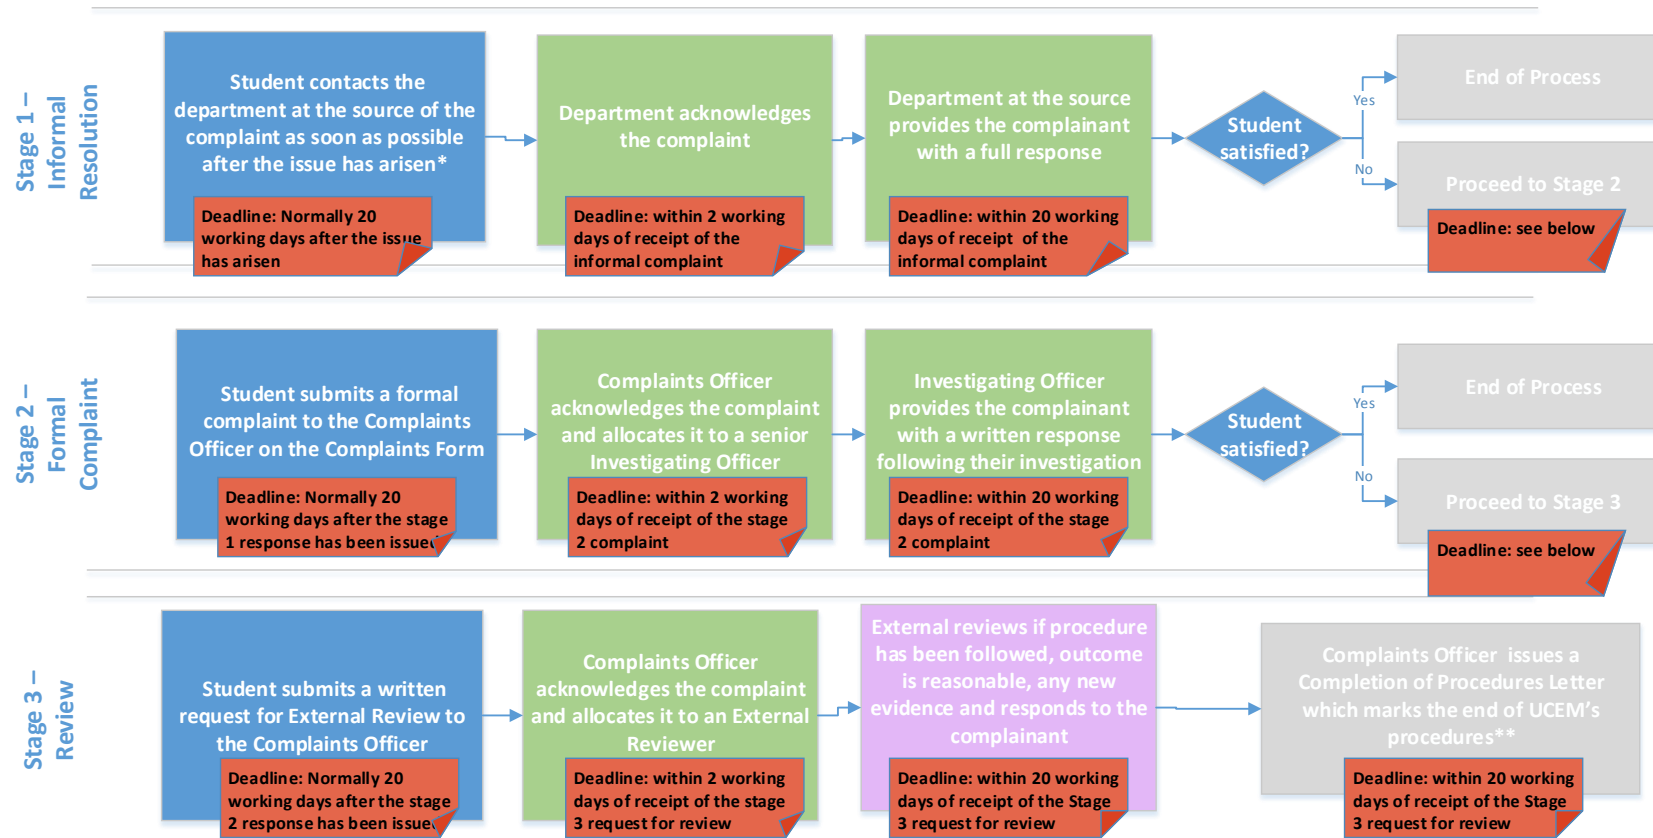 Stage 1 –
Informal
Resolution
Student contacts the
department at the source of the
complaint as soon as possible
after the issue has arisen*
Deadline: Normally 20
working days after the issue
has arisen
Department acknowledges
the complaint
Deadline: within 2 working
days of receipt of the
informal complaint
Department at the source
provides the complainant
with a full response
Deadline: within 20 working
days of receipt  of the
informal complaint
Student
satisfied?
Yes
No
End of Process
Proceed to Stage 2
Deadline: see below
Stage 2 –
Formal
Complaint
Student submits a formal
complaint to the Complaints
Officer on the Complaints Form
Deadline: Normally 20
working days after the stage
1 response has been issued
Complaints Officer
acknowledges the complaint
and allocates it to a senior
Investigating Officer
Deadline: within 2 working
days of receipt of the stage
2 complaint
Investigating Officer
provides the complainant
with a written response
following their investigation
Deadline: within 20 working
days of receipt of the stage
2 complaint
Student
satisfied?
Yes
No
End of Process
Proceed to Stage 3
Deadline: see below
Stage 3 –
Review
Student submits a written
request for External Review to
the Complaints Officer
Deadline: Normally 20
working days after the stage
2 response has been issued
Complaints Officer
acknowledges the complaint
and allocates it to an External
Reviewer
Deadline: within 2 working
days of receipt of the stage
3 request for review
External reviews if procedure
has been followed, outcome
is reasonable, any new
evidence and responds to the
complainant
Deadline: within 20 working
days of receipt of the Stage
3 request for review
Complaints Officer  issues a
Completion of Procedures Letter
which marks the end of UCEM's
procedures**
Deadline: within 20 working
days of receipt of the Stage
3 request for review